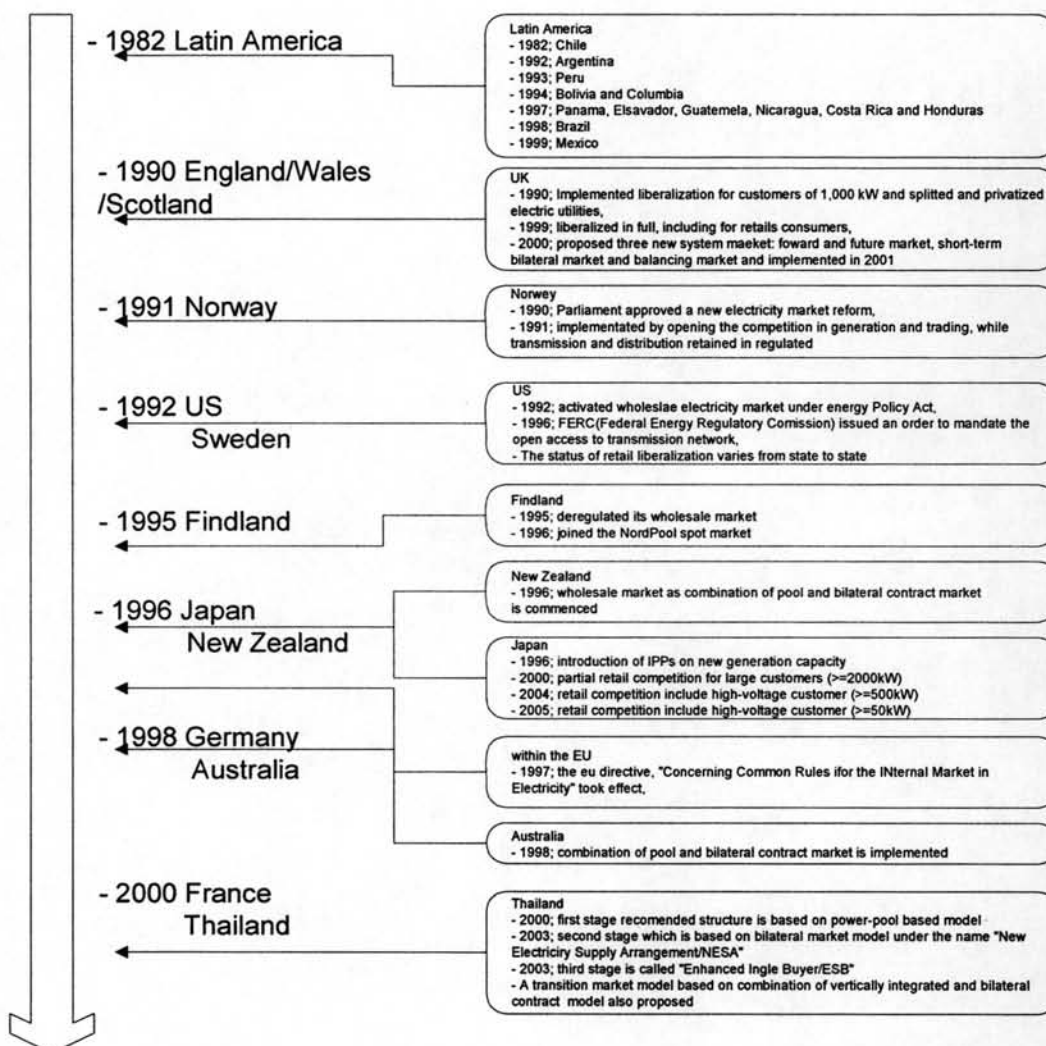 - 1982 Latin America
Latin America
- 1982; Chile
- 1992; Argentina
- 1993; Peru
- 1994; Bolivia and Columbia
- 1997; Panama, Elsavador, Guatemela, Nicaragua, Costa Rica and Honduras
- 1998; Brazil
- 1999; Mexico
- 1990 England/Wales
/Scotland
UK
- 1990; Implemented liberalization for customers of 1,000 kW and splitted and privatized
electric utilities,
- 1999; liberalized in full, including for retails consumers,
- 2000; proposed three new system maeket: foward and future market, short-term
bilateral market and balancing market and implemented in 2001
- 1991 Norway
Norwey
- 1990; Parliament approved a new electricity market reform,
- 1991; implementated by opening the competition in generation and trading, while
transmission and distribution retained in regulated
- 1992 US
Sweden
US
- 1992; activated wholeslae electricity market under energy Policy Act,
- 1996; FERC(Federal Energy Regulatory Comission) issued an order to mandate the
open access to transmission network,
- The status of retail liberalization varies from state to state
- 1995 Findland
Findland
- 1995; deregulated its wholesale market
- 1996; joined the NordPool spot market
- 1996 Japan
New Zealand
New Zealand
- 1996; wholesale market as combination of pool and bilateral contract market
is commenced
Japan
- 1996; introduction of IPPs on new generation capacity
- 2000; partial retail competition for large customers (>=2000kW)
- 2004; retail competition include high-voltage customer (>=500kW)
- 2005; retail competition include high-voltage customer (>=50kW)
- 1998 Germany
Australia
within the EU
- 1997; the eu directive, "Concerning Common Rules ifor the INternal Market in
Electricity" took effect,
Australia
- 1998; combination of pool and bilateral contract market is implemented
- 2000 France
Thailand
Thailand
- 2000; first stage recomended structure is based on power-pool based model
- 2003; second stage which is based on bilateral market model under the name "New
Electriciry Supply Arrangement/NESA"
- 2003; third stage is called "Enhanced Ingle Buyer/ESB"
- A transition market model based on combination of vertically integrated and bilateral
contract model also proposed